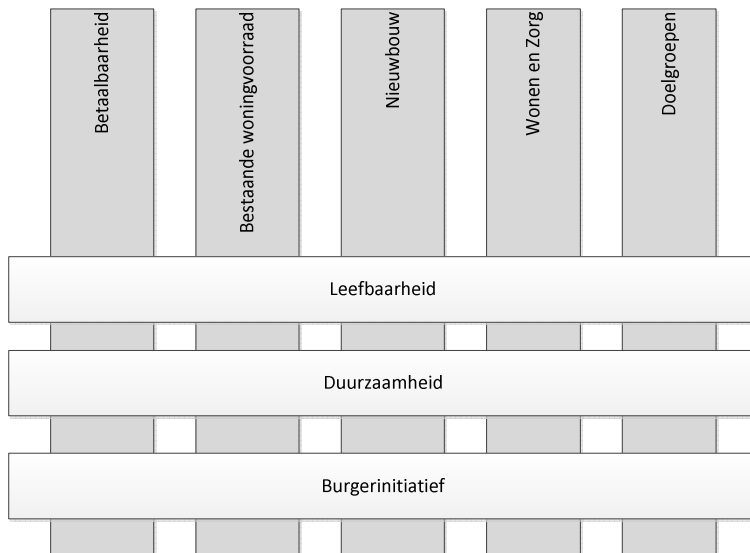 Betaalbaarheid
Bestaande woningvoorraad
Nieuwbouw
Wonen en Zorg
Doelgroepen
Leefbaarheid
Duurzaamheid
Burgerinitiatief